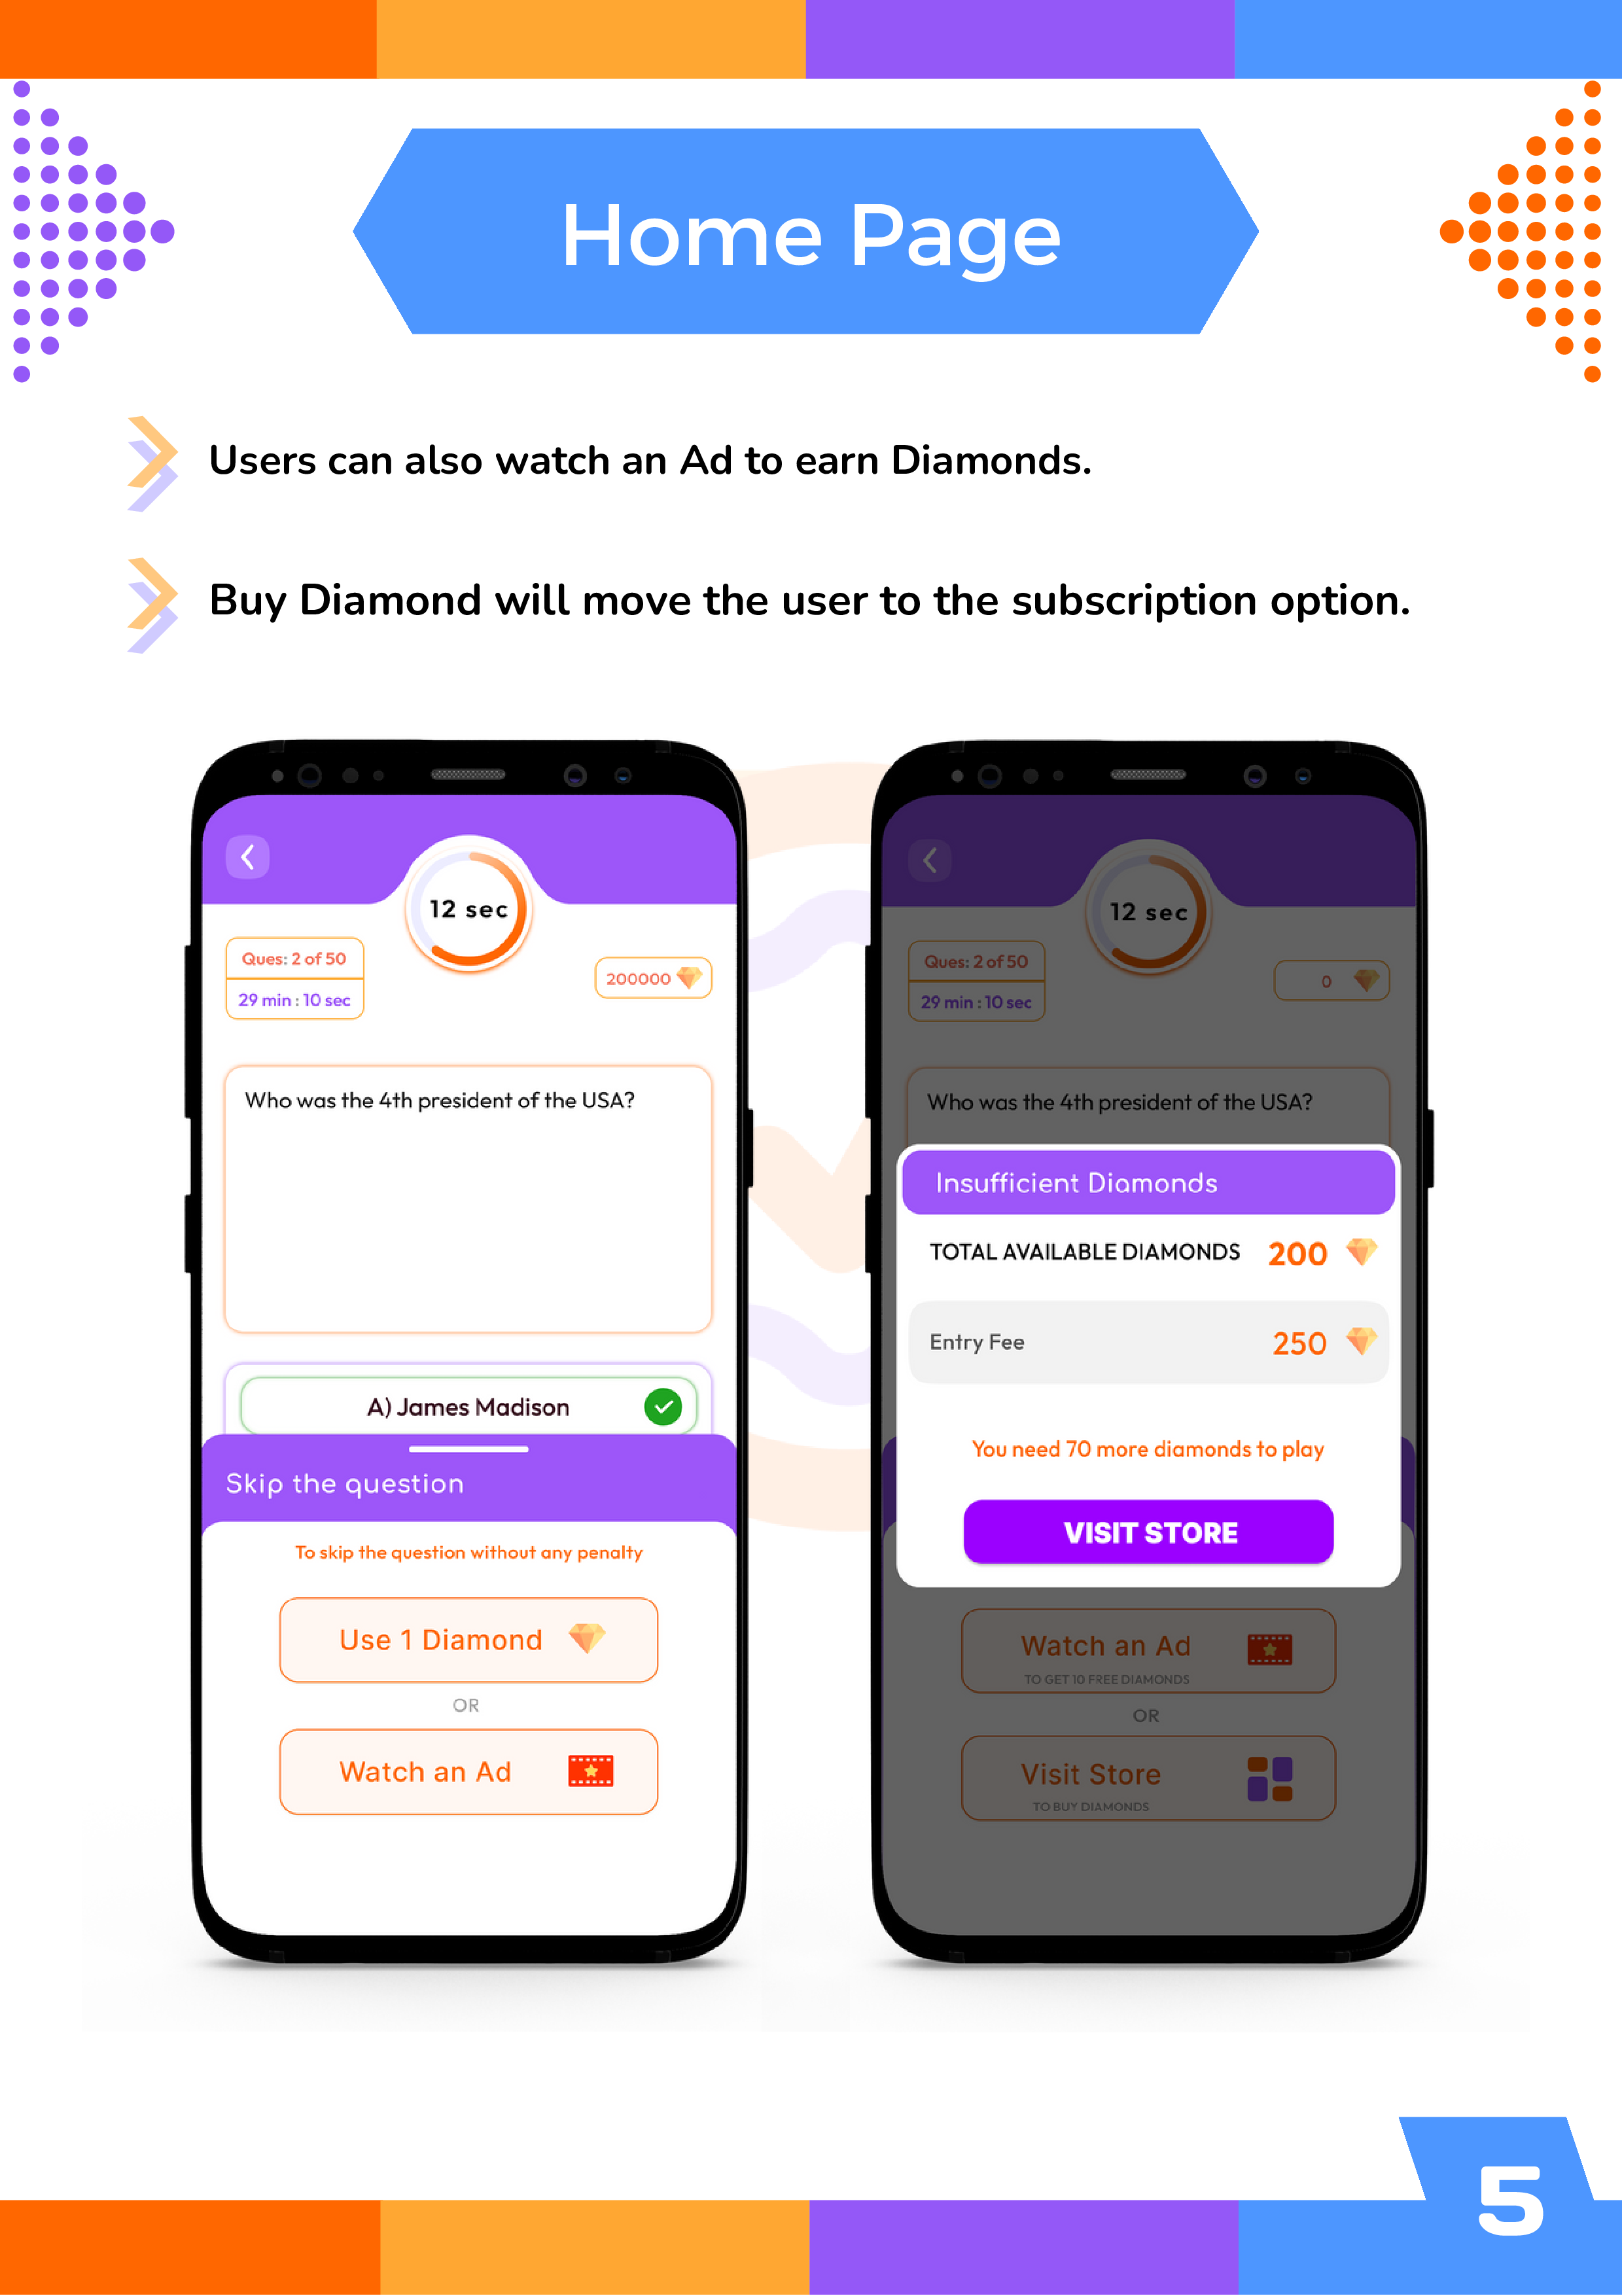 Home Page
Users can also watch an Ad to earn Diamonds.
Buy Diamond will move the user to the subscription option.
12 sec
Ques: 2 of 50
29 min : 10 sec
200000
Who was the 4th president of the USA?
A) James Madison
Skip the question
To skip the question without any penalty
Use 1 Diamond
OR
Watch an Ad
12 sec
Ques: 2 of 50
29 min : 10 sec
0
Who was the 4th president of the USA?
Insufficient Diamonds
TOTAL AVAILABLE DIAMONDS 200
Entry Fee 250
You need 70 more diamonds to play
VISIT STORE
Watch an Ad
TO GET 10 FREE DIAMONDS
OR
Visit Store
TO BUY DIAMONDS
5